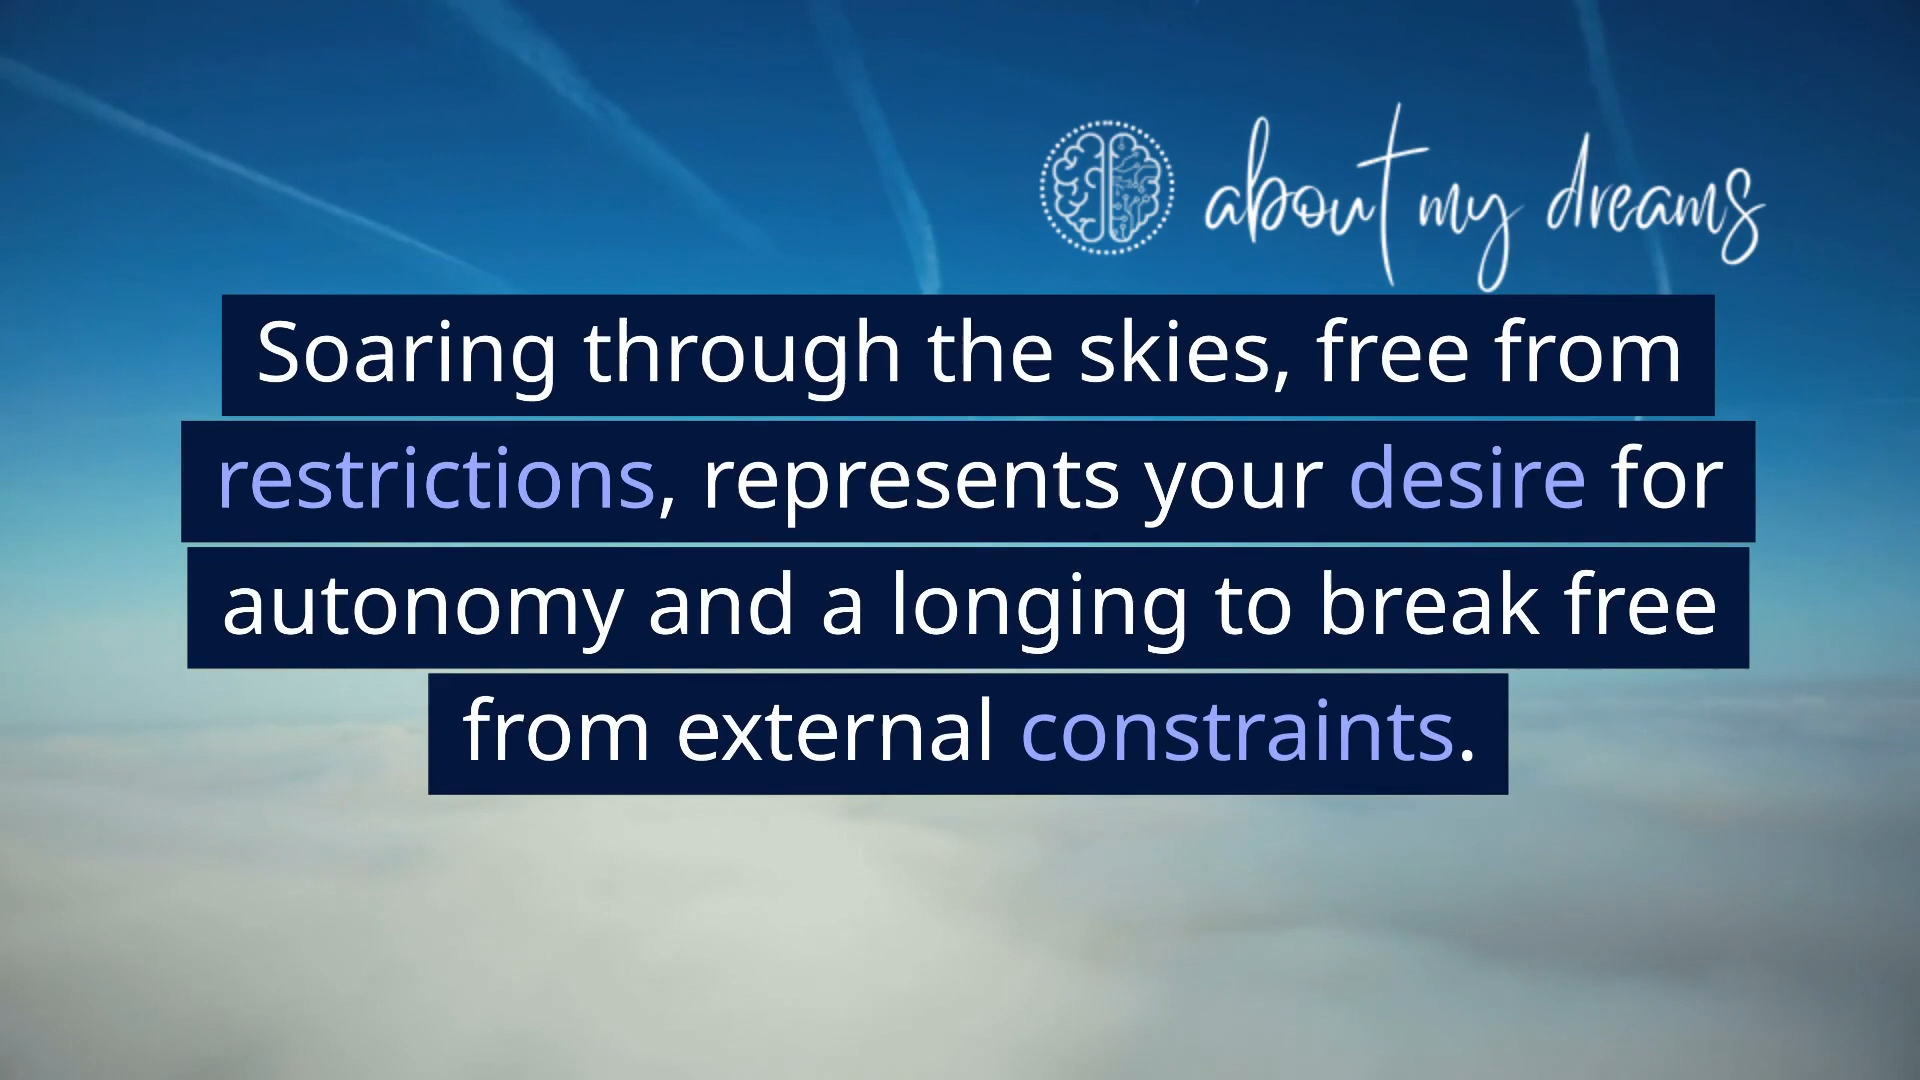 about my dreams
Soaring through the skies, free from
restrictions, represents your desire for
autonomy and a longing to break free
from external constraints.